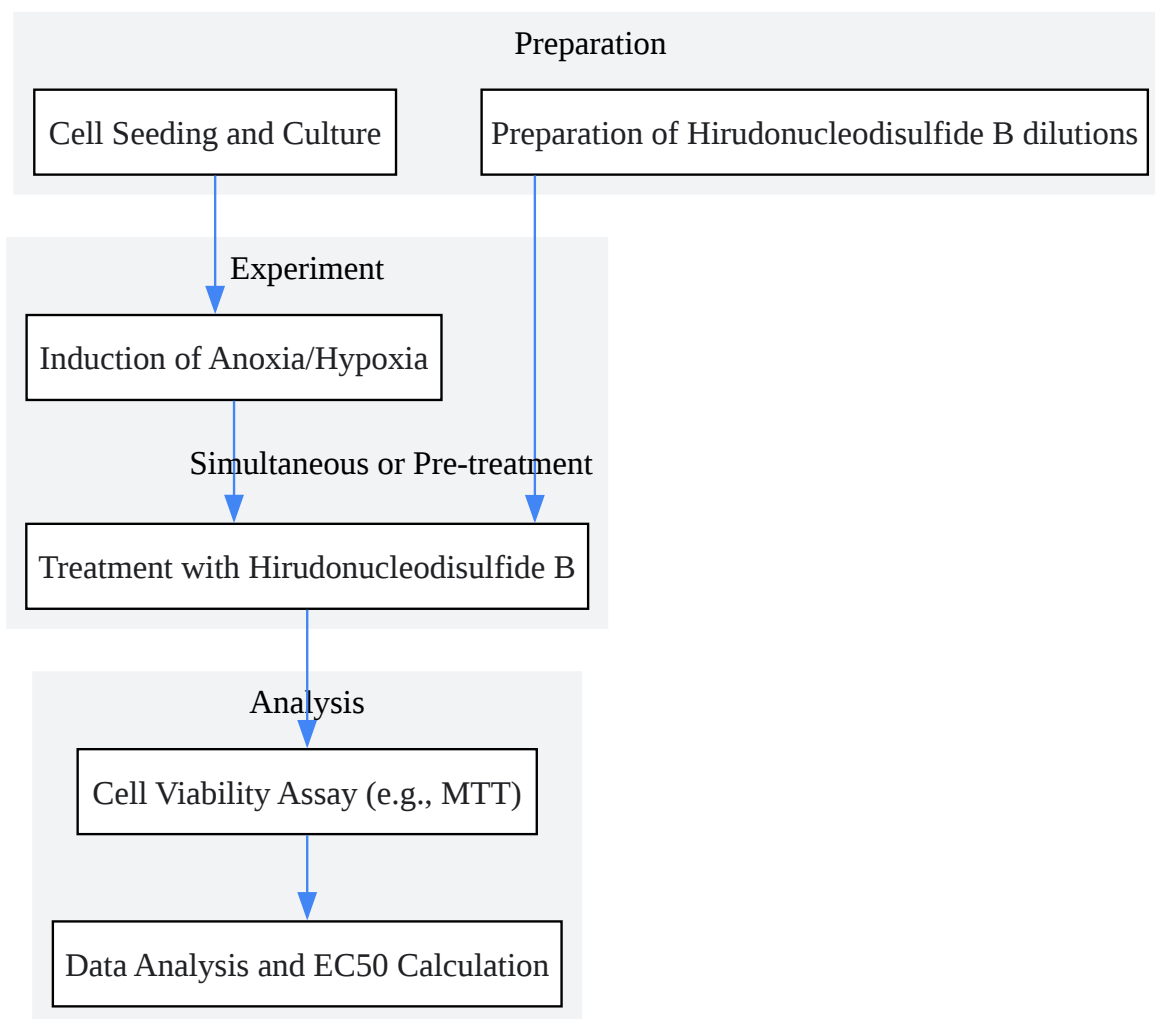 Preparation
Cell Seeding and Culture
Preparation of Hirudonucleodisulfide B dilutions
Experiment
Induction of Anoxia/Hypoxia
Simultaneous or Pre-treatment
Treatment with Hirudonucleodisulfide B
Analysis
Cell Viability Assay (e.g., MTT)
Data Analysis and EC50 Calculation